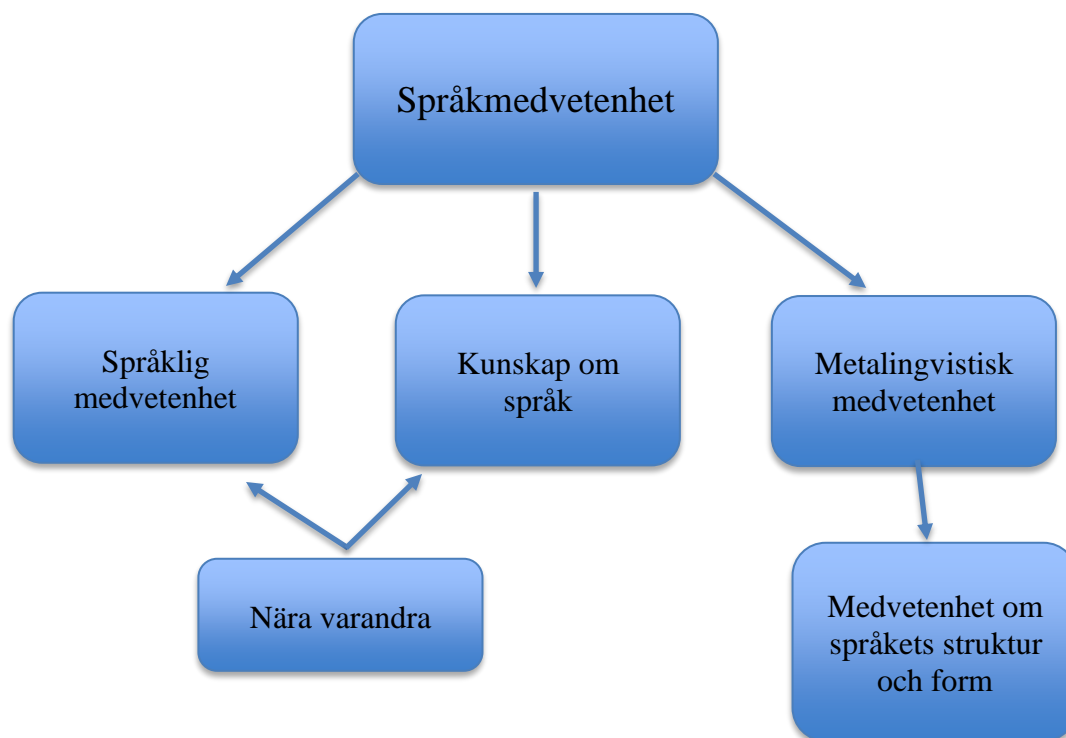 Språkmedvetenhet
Språklig
medvetenhet
Kunskap om
språk
Metalingvistisk
medvetenhet
Nära varandra
Medvetenhet om
språkets struktur
och form